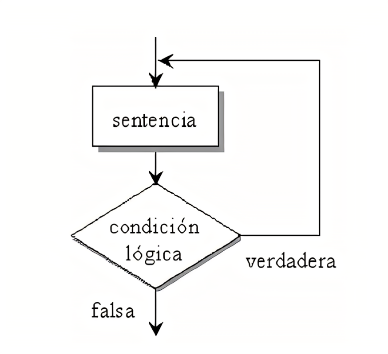 sentencia
condición
lógica
verdadera
falsa